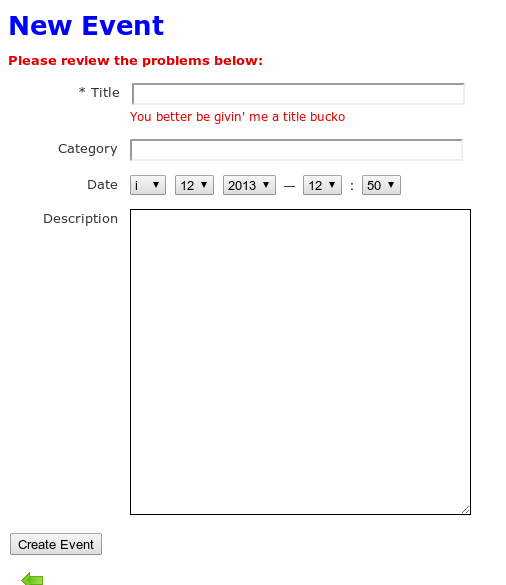 New Event
Please review the problems below:
* Title
You better be givin' me a title bucko
Category
Date i 12 2013 — 12 : 50
Description
Create Event